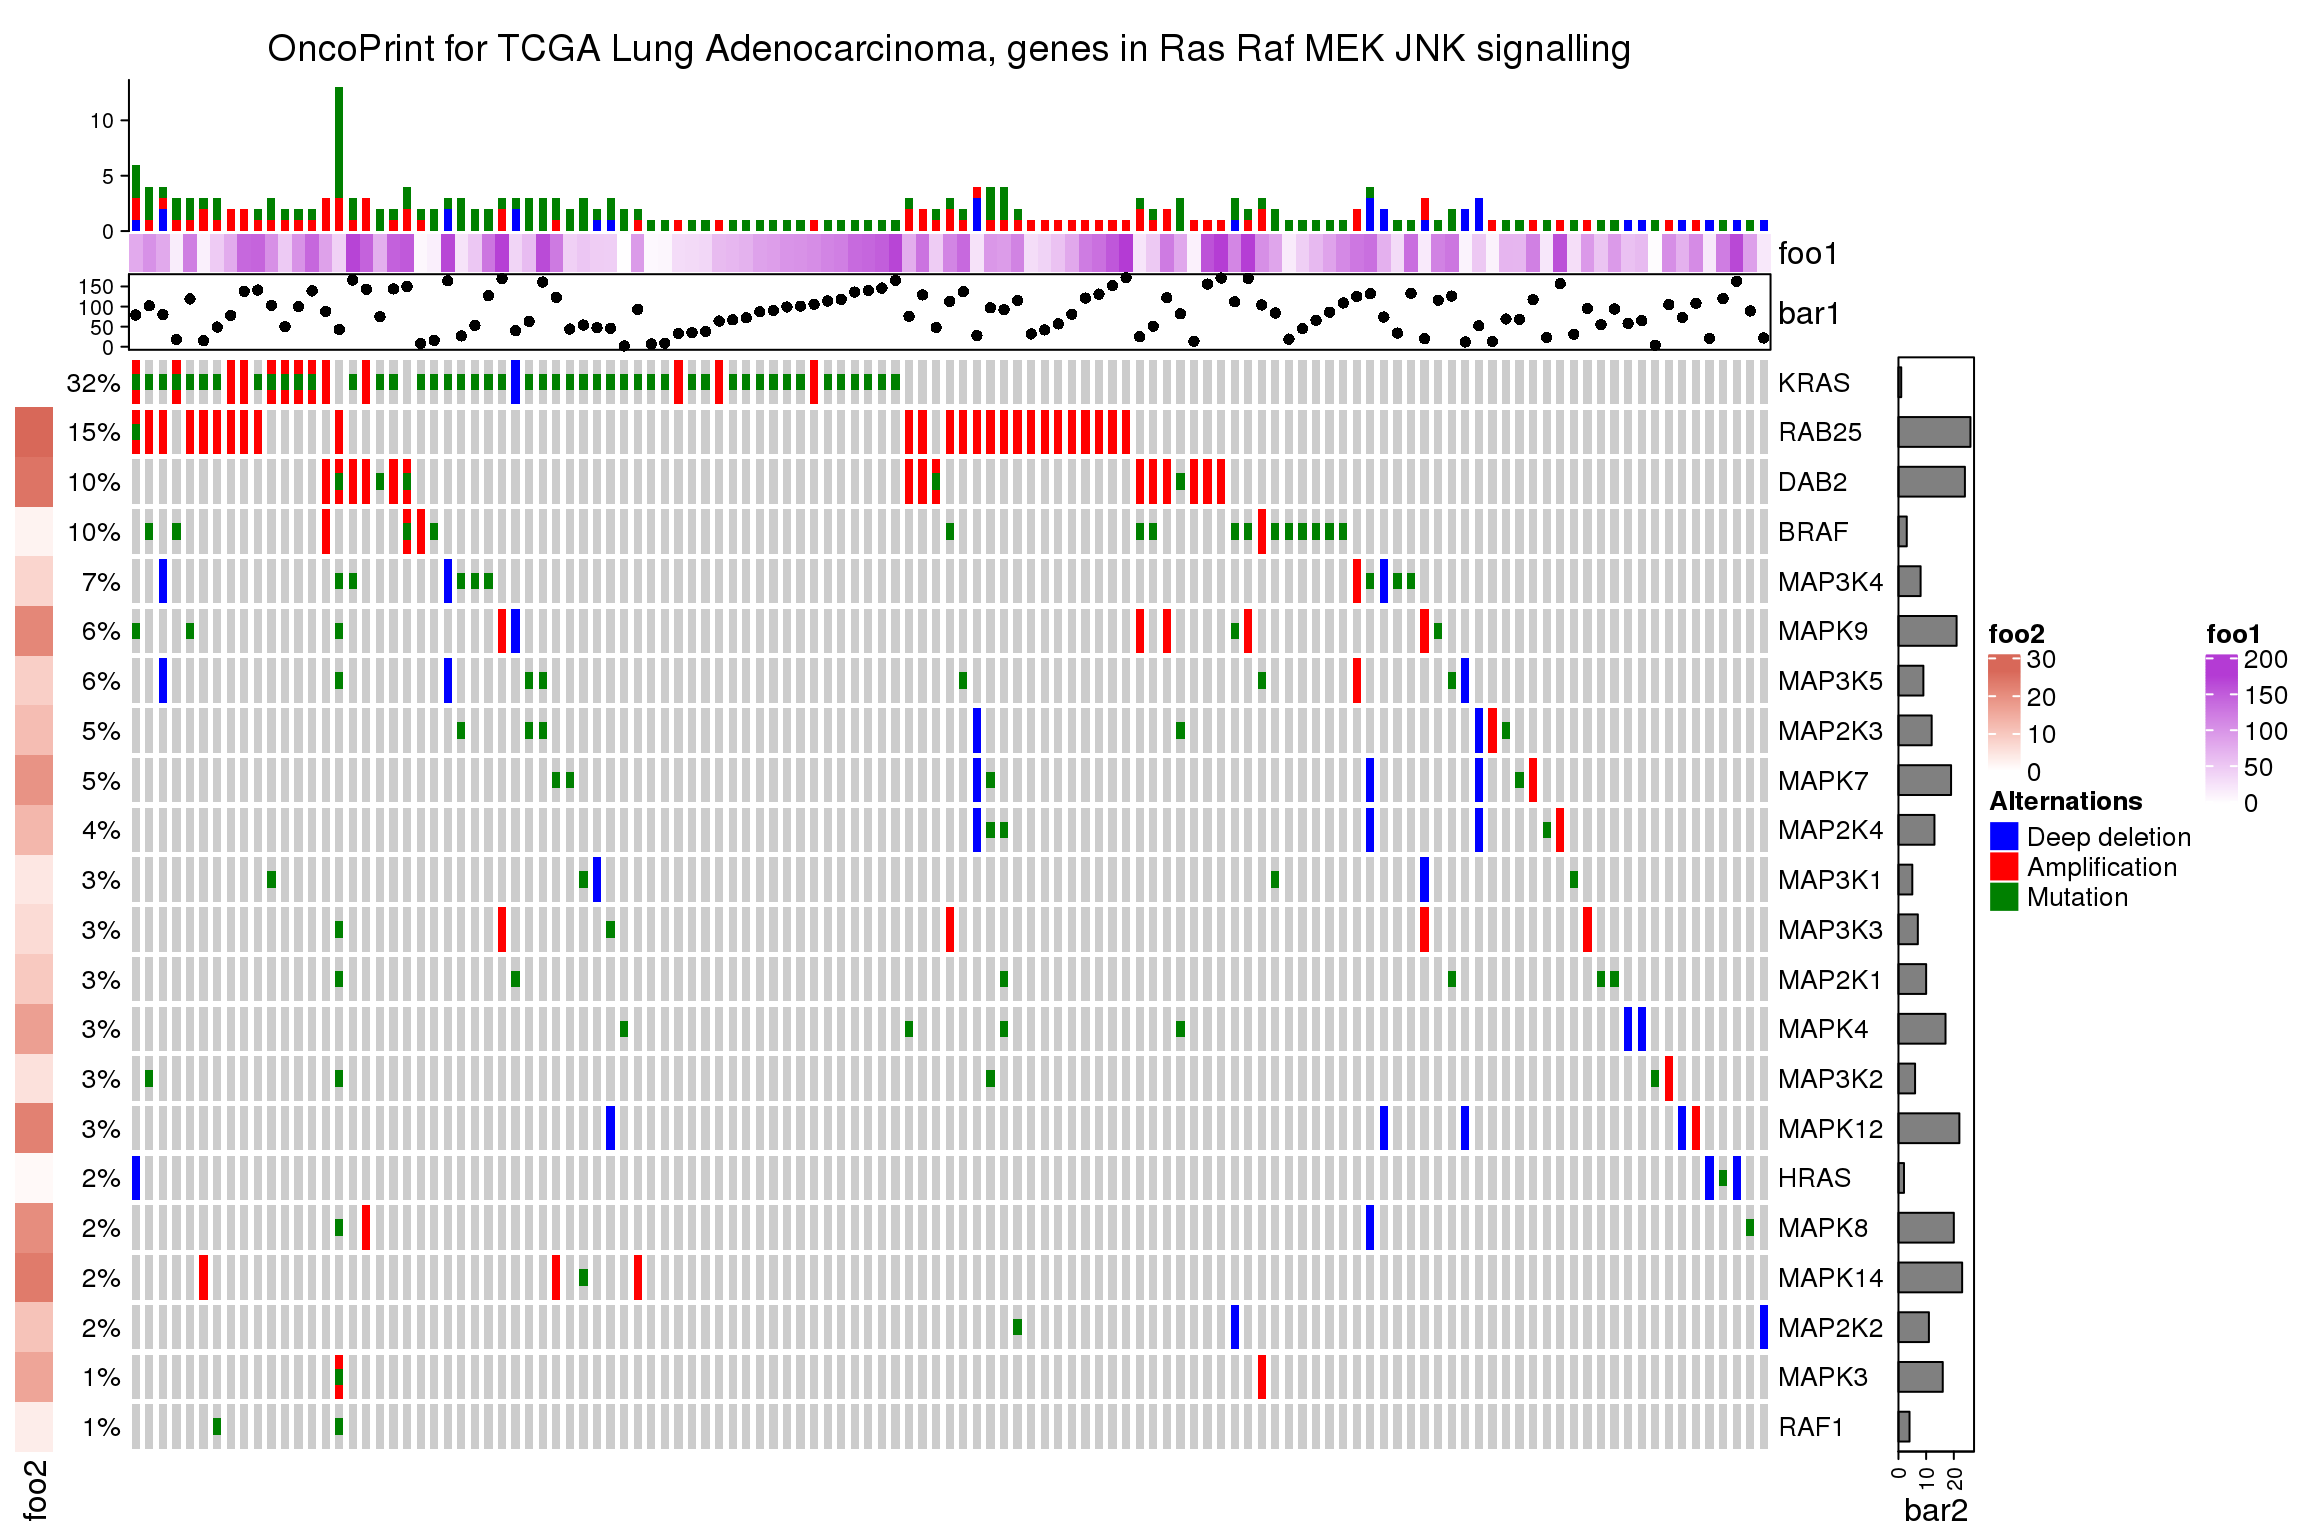 OncoPrint for TCGA Lung Adenocarcinoma, genes in Ras Raf MEK JNK signalling
10
5
0
foo1
150
100
50
0
bar1
32% KRAS
15% RAB25
10% DAB2
10% BRAF
7% MAP3K4
6% MAPK9
6% MAP3K5
5% MAP2K3
5% MAPK7
4% MAP2K4
3% MAP3K1
3% MAP3K3
3% MAP2K1
3% MAPK4
3% MAP3K2
3% MAPK12
2% HRAS
2% MAPK8
2% MAPK14
2% MAP2K2
1% MAPK3
1% RAF1
foo2
0 10 20
bar2
foo2
30
20
10
0
Alternations
Deep deletion
Amplification
Mutation
foo1
200
150
100
50
0